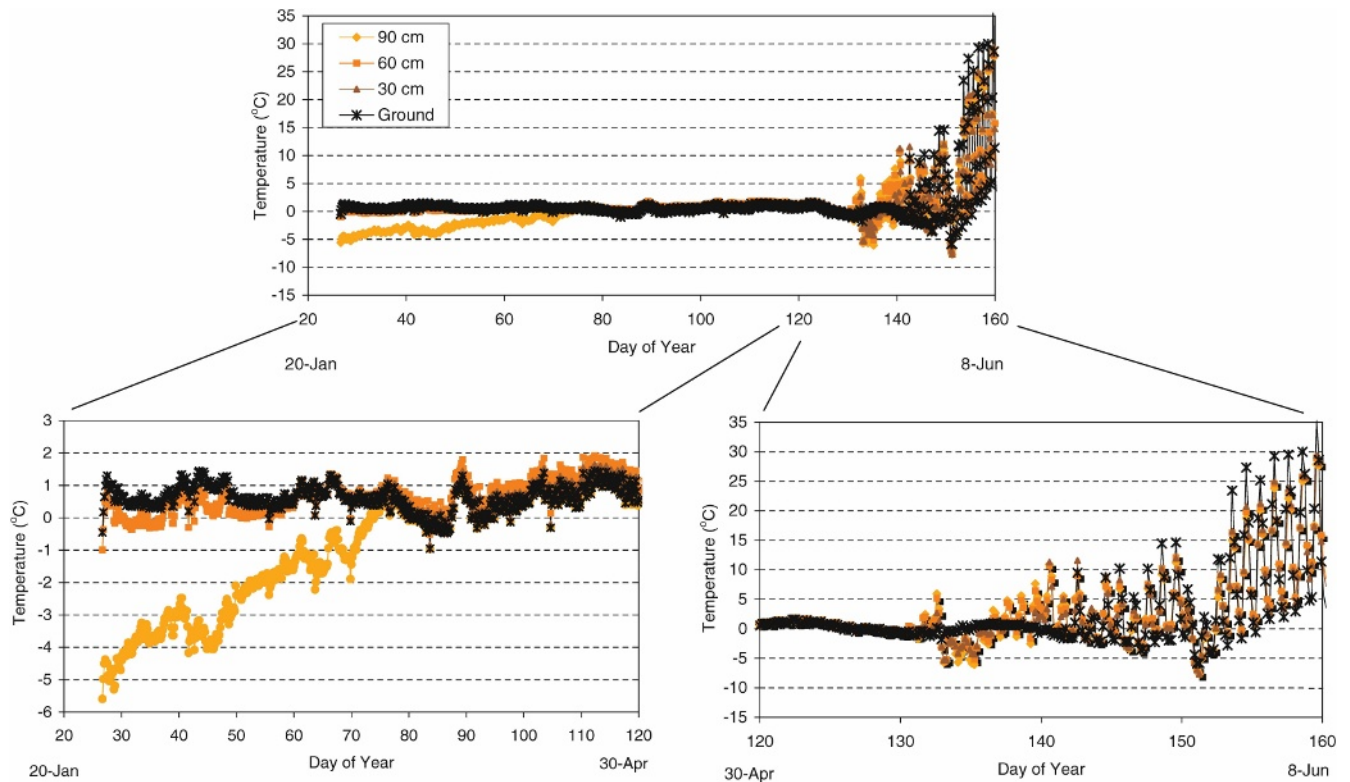 35
30
25
20
15
10
5
0
-5
-10
-15
Temperature (°C)
90 cm
60 cm
30 cm
Ground
20 40 60 80 100 120 140 160
Day of Year
20-Jan 8-Jun
3
2
1
0
-1
-2
-3
-4
-5
-6
Temperature (°C)
20 30 40 50 60 70 80 90 100 110 120
20-Jan Day of Year 30-Apr
35
30
25
20
15
10
5
0
-5
-10
-15
Temperature (°C)
120 130 140 150 160
30-Apr Day of Year 8-Jun